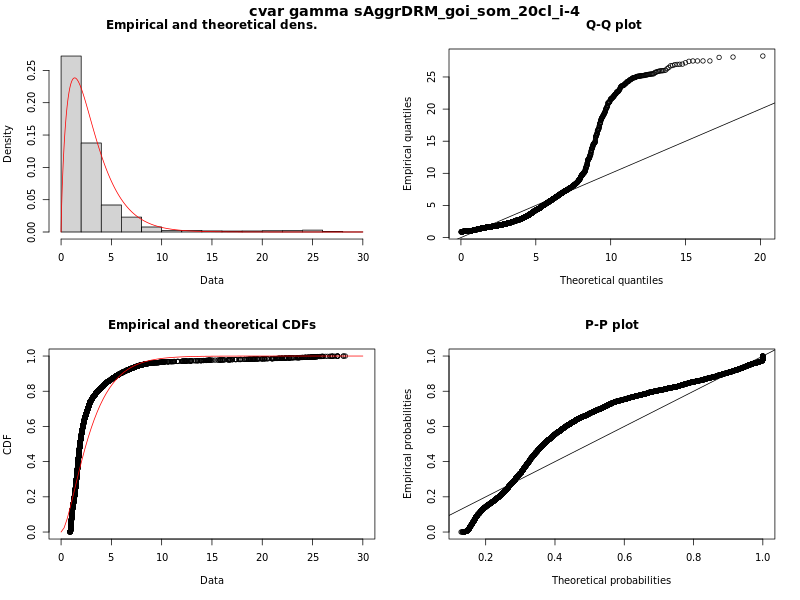 cvar gamma sAggrDRM_goi_som_20cl_i-4
Empirical and theoretical dens.
Density
0.00 0.05 0.10 0.15 0.20 0.25
0 5 10 15 20 25 30
Data
Q-Q plot
Empirical quantiles
0 5 10 15 20 25
0 5 10 15 20
Theoretical quantiles
Empirical and theoretical CDFs
CDF
0.0 0.2 0.4 0.6 0.8 1.0
0 5 10 15 20 25 30
Data
P-P plot
Empirical probabilities
0.0 0.2 0.4 0.6 0.8 1.0
0.2 0.4 0.6 0.8 1.0
Theoretical probabilities